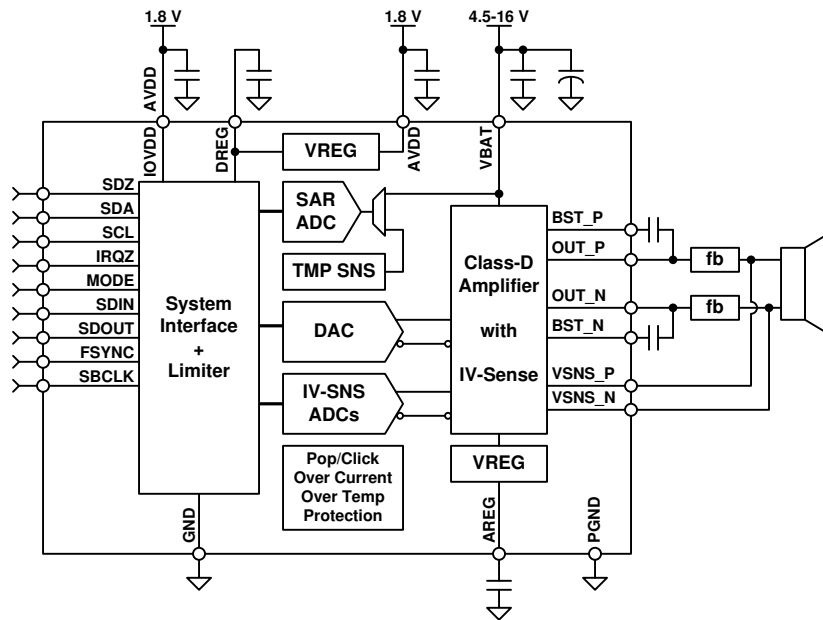 1.8 V
1.8 V
4.5-16 V
AVDD
IOVDD
DREG
AVDD
VBAT
VREG
SDZ
SDA
SCL
IRQZ
MODE
SDIN
SDOUT
FSYNC
SBCLK
System
Interface
+
Limiter
SAR
ADC
TMP SNS
DAC
IV-SNS
ADCs
Pop/Click
Over Current
Over Temp
Protection
Class-D
Amplifier
with
IV-Sense
VREG
BST_P
OUT_P
OUT_N
BST_N
VSNS_P
VSNS_N
fb
fb
GND
AREG
PGND